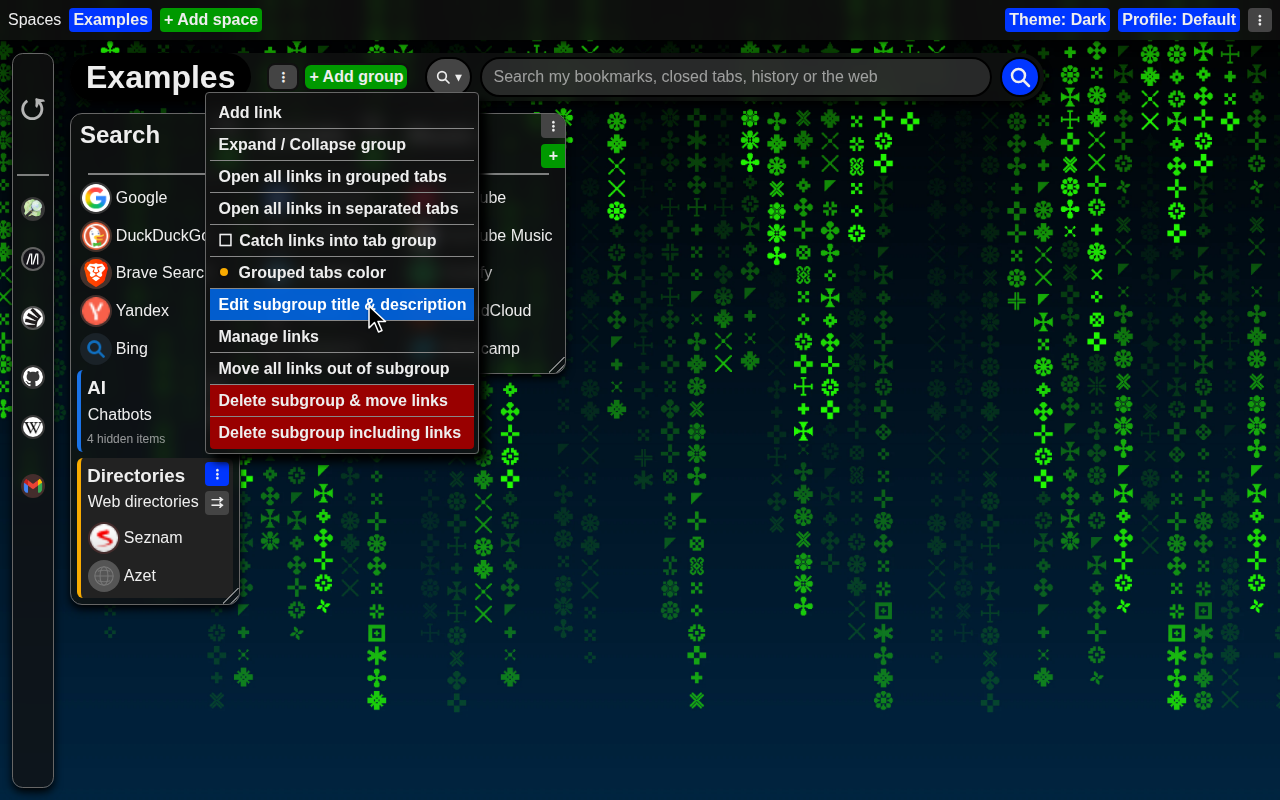 Spaces Examples + Add space Theme: Dark Profile: Default
Examples + Add group Search my bookmarks, closed tabs, history or the web
Search
Google
DuckDuckGo
Brave Searc
Yandex
Bing
AI
Chatbots
4 hidden items
Directories
Web directories
Seznam
Azet
Add link
Expand / Collapse group
Open all links in grouped tabs
Open all links in separated tabs
Catch links into tab group
Grouped tabs color
Edit subgroup title & description
Manage links
Move all links out of subgroup
Delete subgroup & move links
Delete subgroup including links
ube
ube Music
fy
dCloud
camp